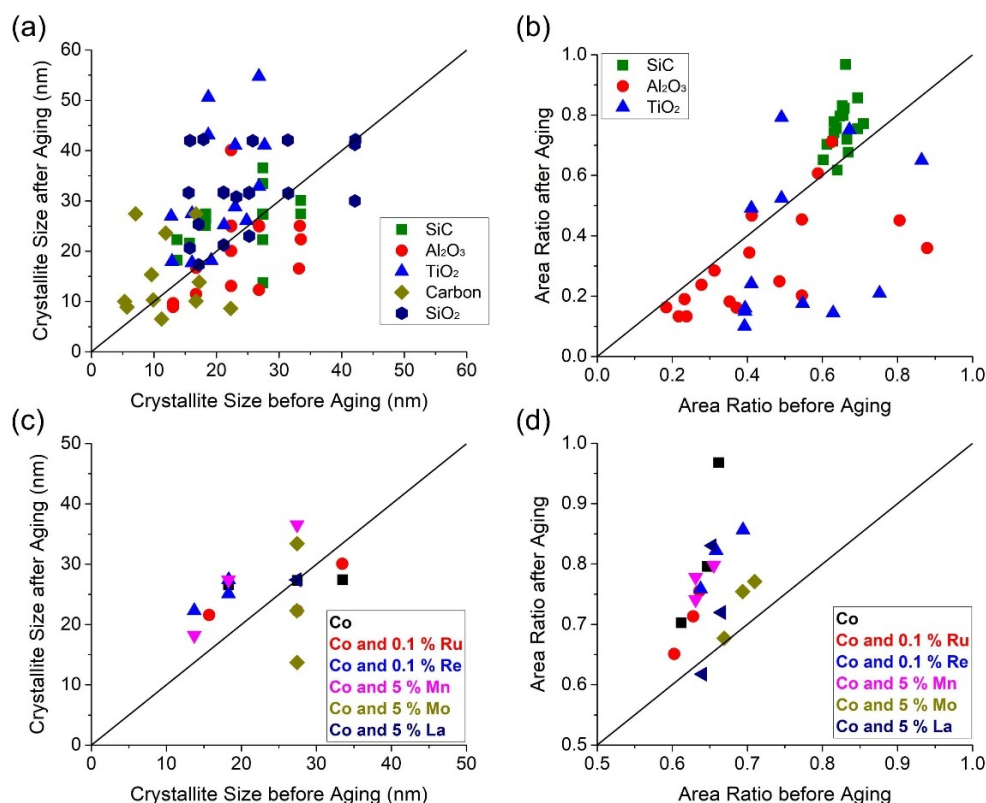 (a)
60
50
40
30
20
10
0
0 10 20 30 40 50 60
Crystallite Size after Aging (nm)
Crystallite Size before Aging (nm)
SiC
Al₂O₃
TiO₂
Carbon
SiO₂
(b)
1.0
0.8
0.6
0.4
0.2
0.0
0.0 0.2 0.4 0.6 0.8 1.0
Area Ratio after Aging
Area Ratio before Aging
SiC
Al₂O₃
TiO₂
(c)
50
40
30
20
10
0
0 10 20 30 40 50
Crystallite Size after Aging (nm)
Crystallite Size before Aging (nm)
Co
Co and 0.1 % Ru
Co and 0.1 % Re
Co and 5 % Mn
Co and 5 % Mo
Co and 5 % La
(d)
1.0
0.9
0.8
0.7
0.6
0.5
0.5 0.6 0.7 0.8 0.9 1.0
Area Ratio after Aging
Area Ratio before Aging
Co
Co and 0.1 % Ru
Co and 0.1 % Re
Co and 5 % Mn
Co and 5 % Mo
Co and 5 % La